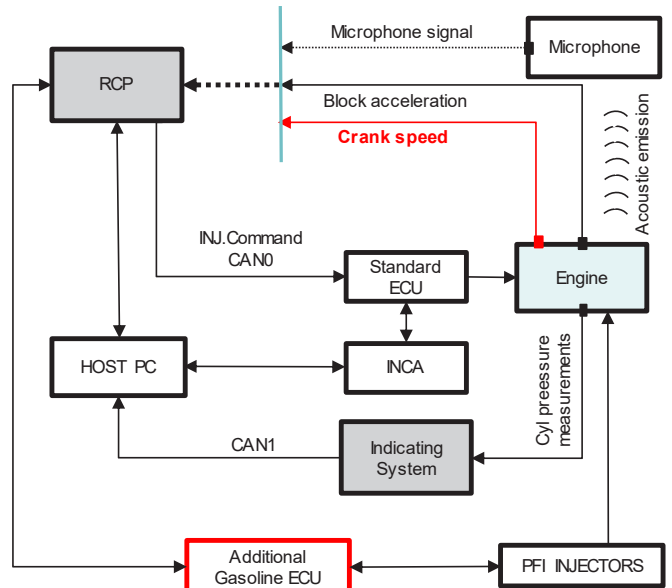 Microphone signal
Microphone
RCP
Block acceleration
Crank speed
Acoustic emission
INJ.Command
CAN0
Standard
ECU
Engine
HOST PC
INCA
Cyl preessure
measurements
CAN1
Indicating
System
Additional
Gasoline ECU
PFI INJECTORS